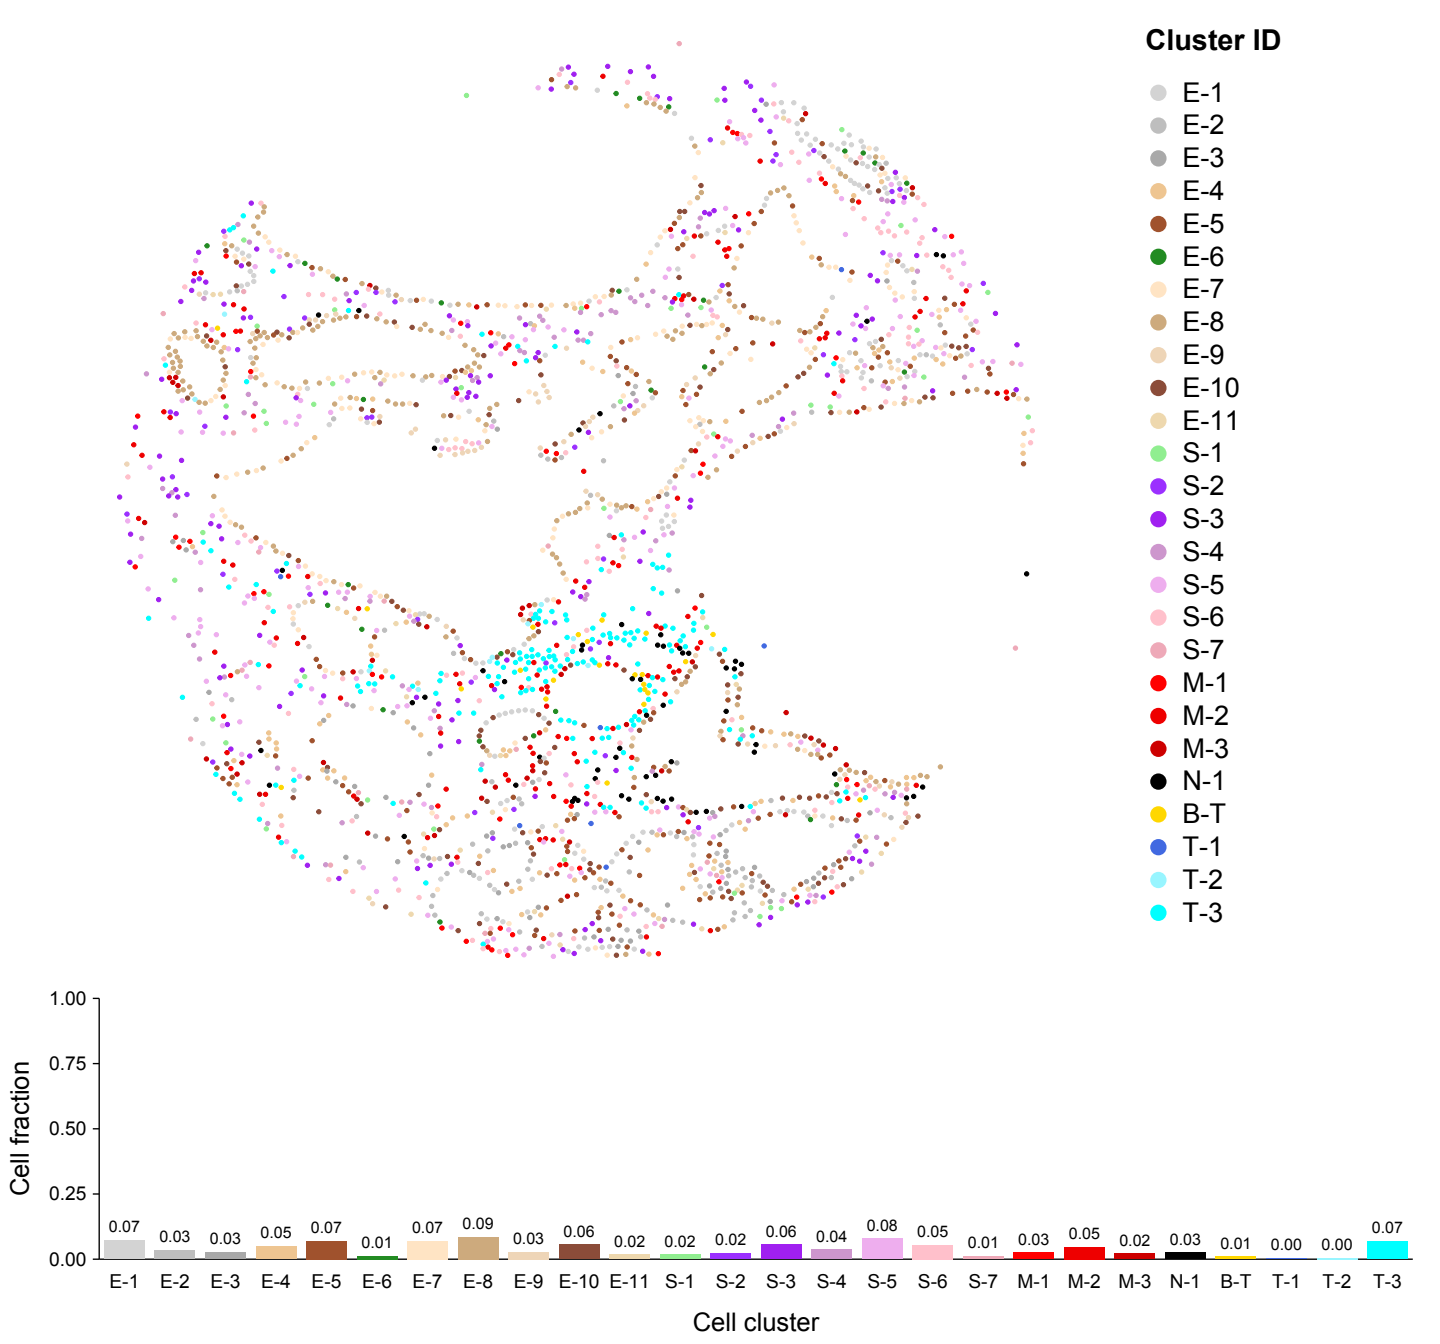 Cluster ID
E-1
E-2
E-3
E-4
E-5
E-6
E-7
E-8
E-9
E-10
E-11
S-1
S-2
S-3
S-4
S-5
S-6
S-7
M-1
M-2
M-3
N-1
B-T
T-1
T-2
T-3
1.00
0.75
0.50
0.25
0.00
Cell fraction
0.07 0.03 0.03 0.05 0.07 0.01 0.07 0.09 0.03 0.06 0.02 0.02 0.02 0.06 0.04 0.08 0.05 0.01 0.03 0.05 0.02 0.03 0.01 0.00 0.00 0.07
E-1 E-2 E-3 E-4 E-5 E-6 E-7 E-8 E-9 E-10 E-11 S-1 S-2 S-3 S-4 S-5 S-6 S-7 M-1 M-2 M-3 N-1 B-T T-1 T-2 T-3
Cell cluster